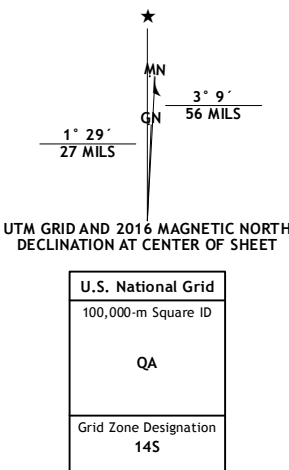 ★
MN
3° 9´
56 MILS
GN
1° 29´
27 MILS
UTM GRID AND 2016 MAGNETIC NORTH
DECLINATION AT CENTER OF SHEET
U.S. National Grid
100,000-m Square ID
QA
Grid Zone Designation
14S